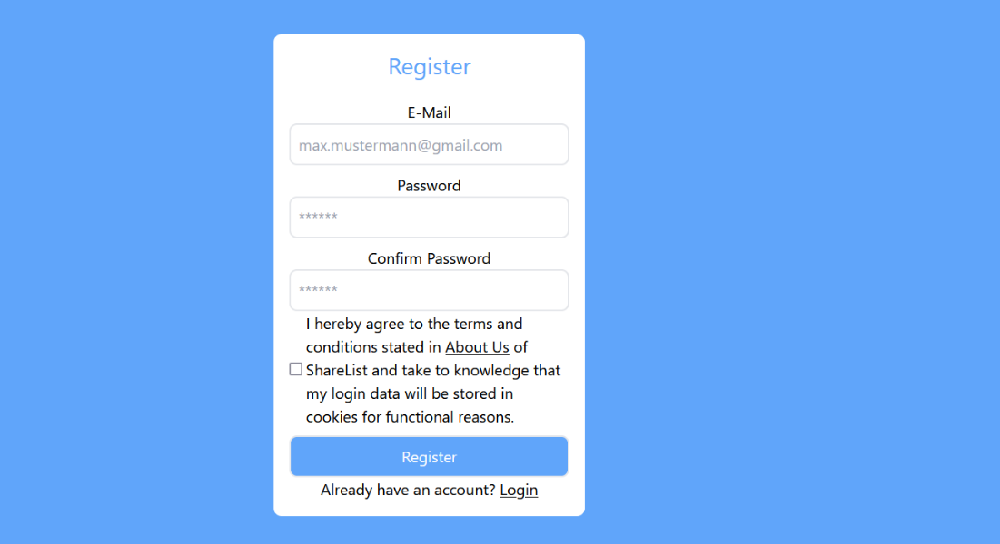 Register
E-Mail
max.mustermann@gmail.com
Password
******
Confirm Password
******
I hereby agree to the terms and
conditions stated in About Us of
ShareList and take to knowledge that
my login data will be stored in
cookies for functional reasons.
Register
Already have an account? Login